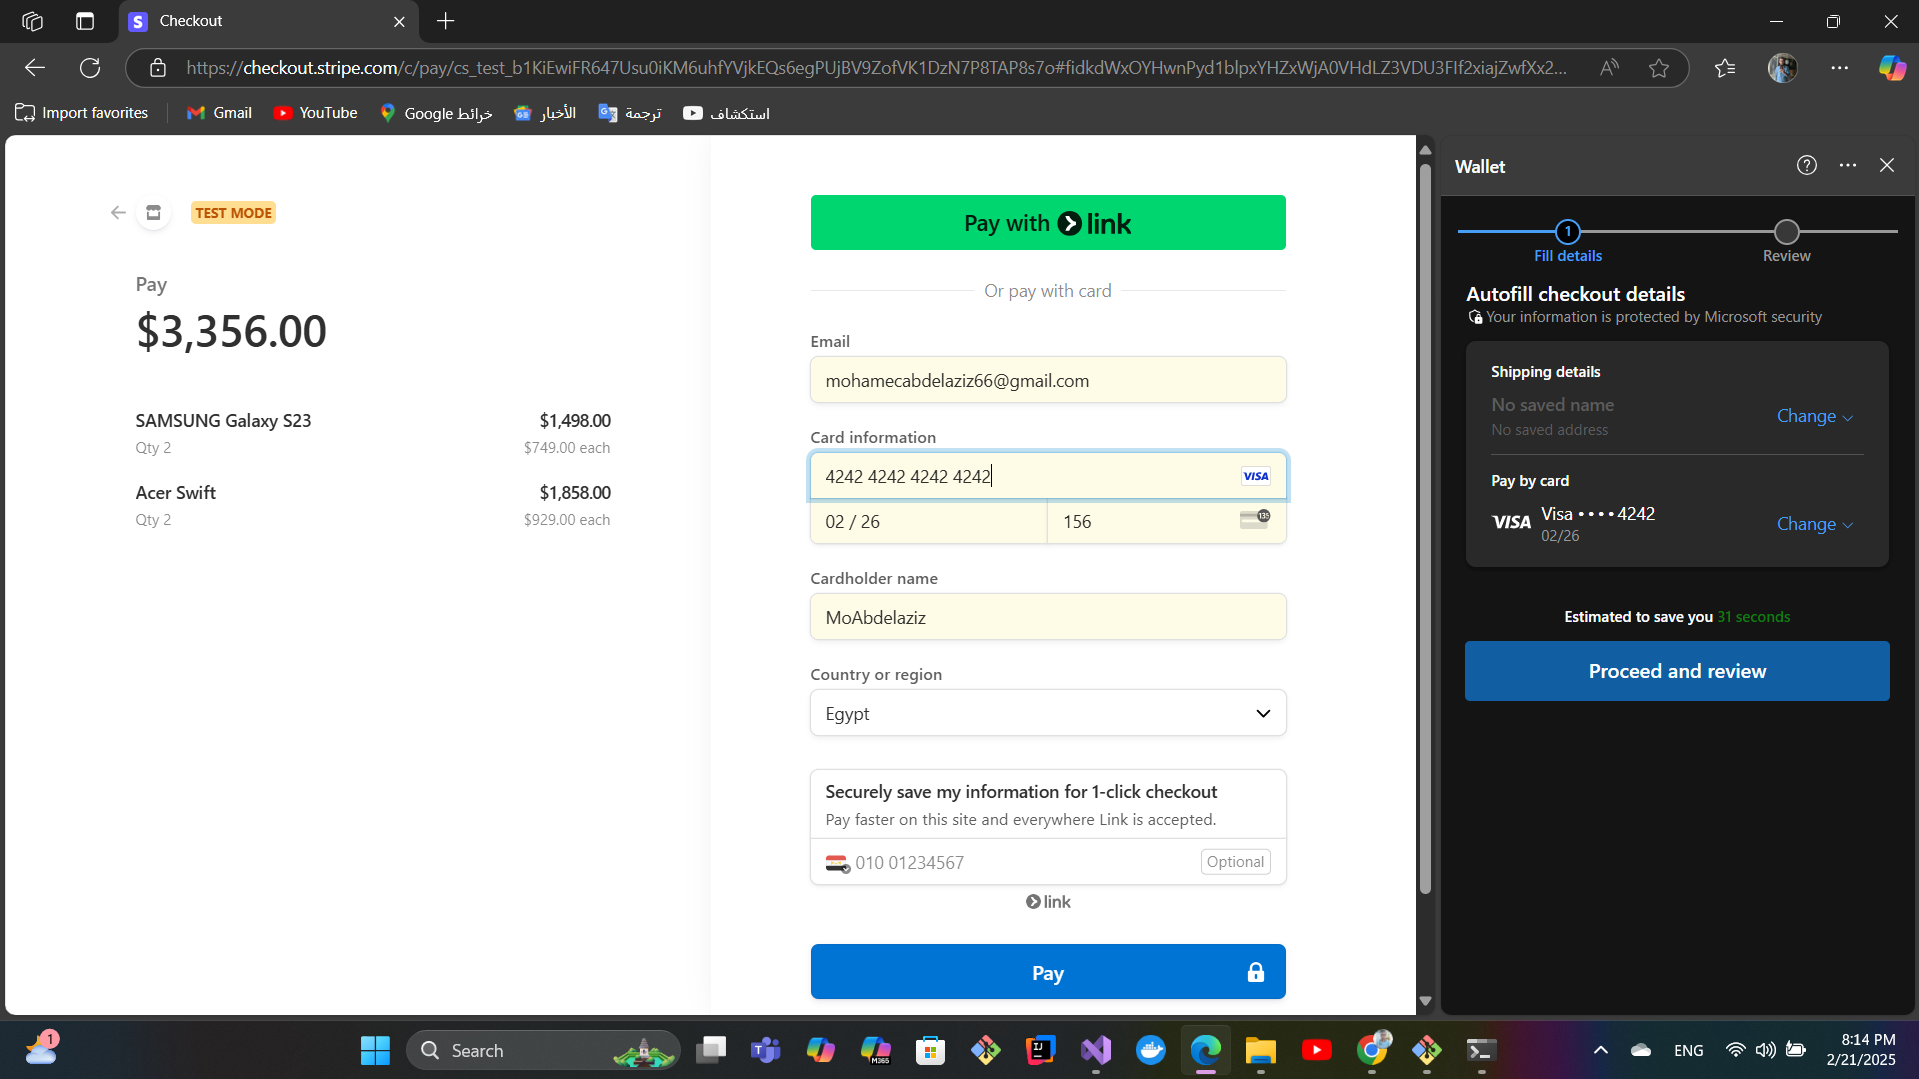 Checkout
https://checkout.stripe.com/c/pay/cs_test_b1KiEwiFR647Usu0iKM6uhfYVjkEQs6egPUjBV9ZofVK1DzN7P8TAP8s7o#fidkdWxOYHwnPyd1blpxYHZxWjA0VHdLZ3VDU3FIf2xiajZwfXx2...
Import favorites
Gmail
YouTube
خرائط Google
الأخبار
ترجمة
استكشاف
TEST MODE
Pay
$3,356.00
SAMSUNG Galaxy S23 $1,498.00
Qty 2 $749.00 each
Acer Swift $1,858.00
Qty 2 $929.00 each
Pay with link
Or pay with card
Email
mohamecabdelaziz66@gmail.com
Card information
4242 4242 4242 4242 VISA
02 / 26 156 135
Cardholder name
MoAbdelaziz
Country or region
Egypt
Securely save my information for 1-click checkout
Pay faster on this site and everywhere Link is accepted.
010 01234567 Optional
link
Pay
Wallet
1
Fill details Review
Autofill checkout details
Your information is protected by Microsoft security
Shipping details
No saved name
No saved address
Change
Pay by card
VISA Visa •••• 4242
02/26
Change
Estimated to save you 31 seconds
Proceed and review
1
Search
M365
ENG
8:14 PM
2/21/2025